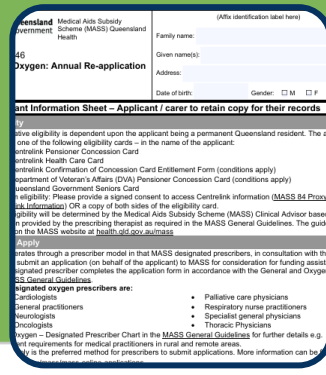 Queensland Government Medical Aids Subsidy
Scheme (MASS) Queensland
Health
(Affix identification label here)
Family name:
Given name(s):
Address:
Date of birth: Gender: ☐ M ☐ F
46
Oxygen: Annual Re-application
ant Information Sheet – Applicant / carer to retain copy for their records
ty
ative eligibility is dependent upon the applicant being a permanent Queensland resident. The a
one of the following eligibility cards – in the name of the applicant:
entrelink Pensioner Concession Card
entrelink Health Care Card
entrelink Confirmation of Concession Card Entitlement Form (conditions apply)
epartment of Veteran's Affairs (DVA) Pensioner Concession Card (conditions apply)
ueensland Government Seniors Card
eligibility: Please provide a signed consent to access Centrelink information (MASS 84 Proxy
ink Information) OR a copy of both sides of the eligibility card.
igibility will be determined by the Medical Aids Subsidy Scheme (MASS) Clinical Advisor base
n provided by the prescribing therapist as required in the MASS General Guidelines. The guid
on the MASS website at health.qld.gov.au/mass
Apply
erates through a prescriber model in that MASS designated prescribers, in consultation with th
submit an application (on behalf of the applicant) to MASS for consideration for funding assist
signated prescriber completes the application form in accordance with the General and Oxyge
SS General Guidelines.
signated oxygen prescribers are:
Cardiologists
General practitioners
Neurologists
Oncologists
• Palliative care physicians
• Respiratory nurse practitioners
• Specialist general physicians
• Thoracic Physicians
Oxygen – Designated Prescriber Chart in the MASS General Guidelines for further details e.g.
ent requirements for medical practitioners in rural and remote areas.
ly is the preferred method for prescribers to submit applications. More information can be